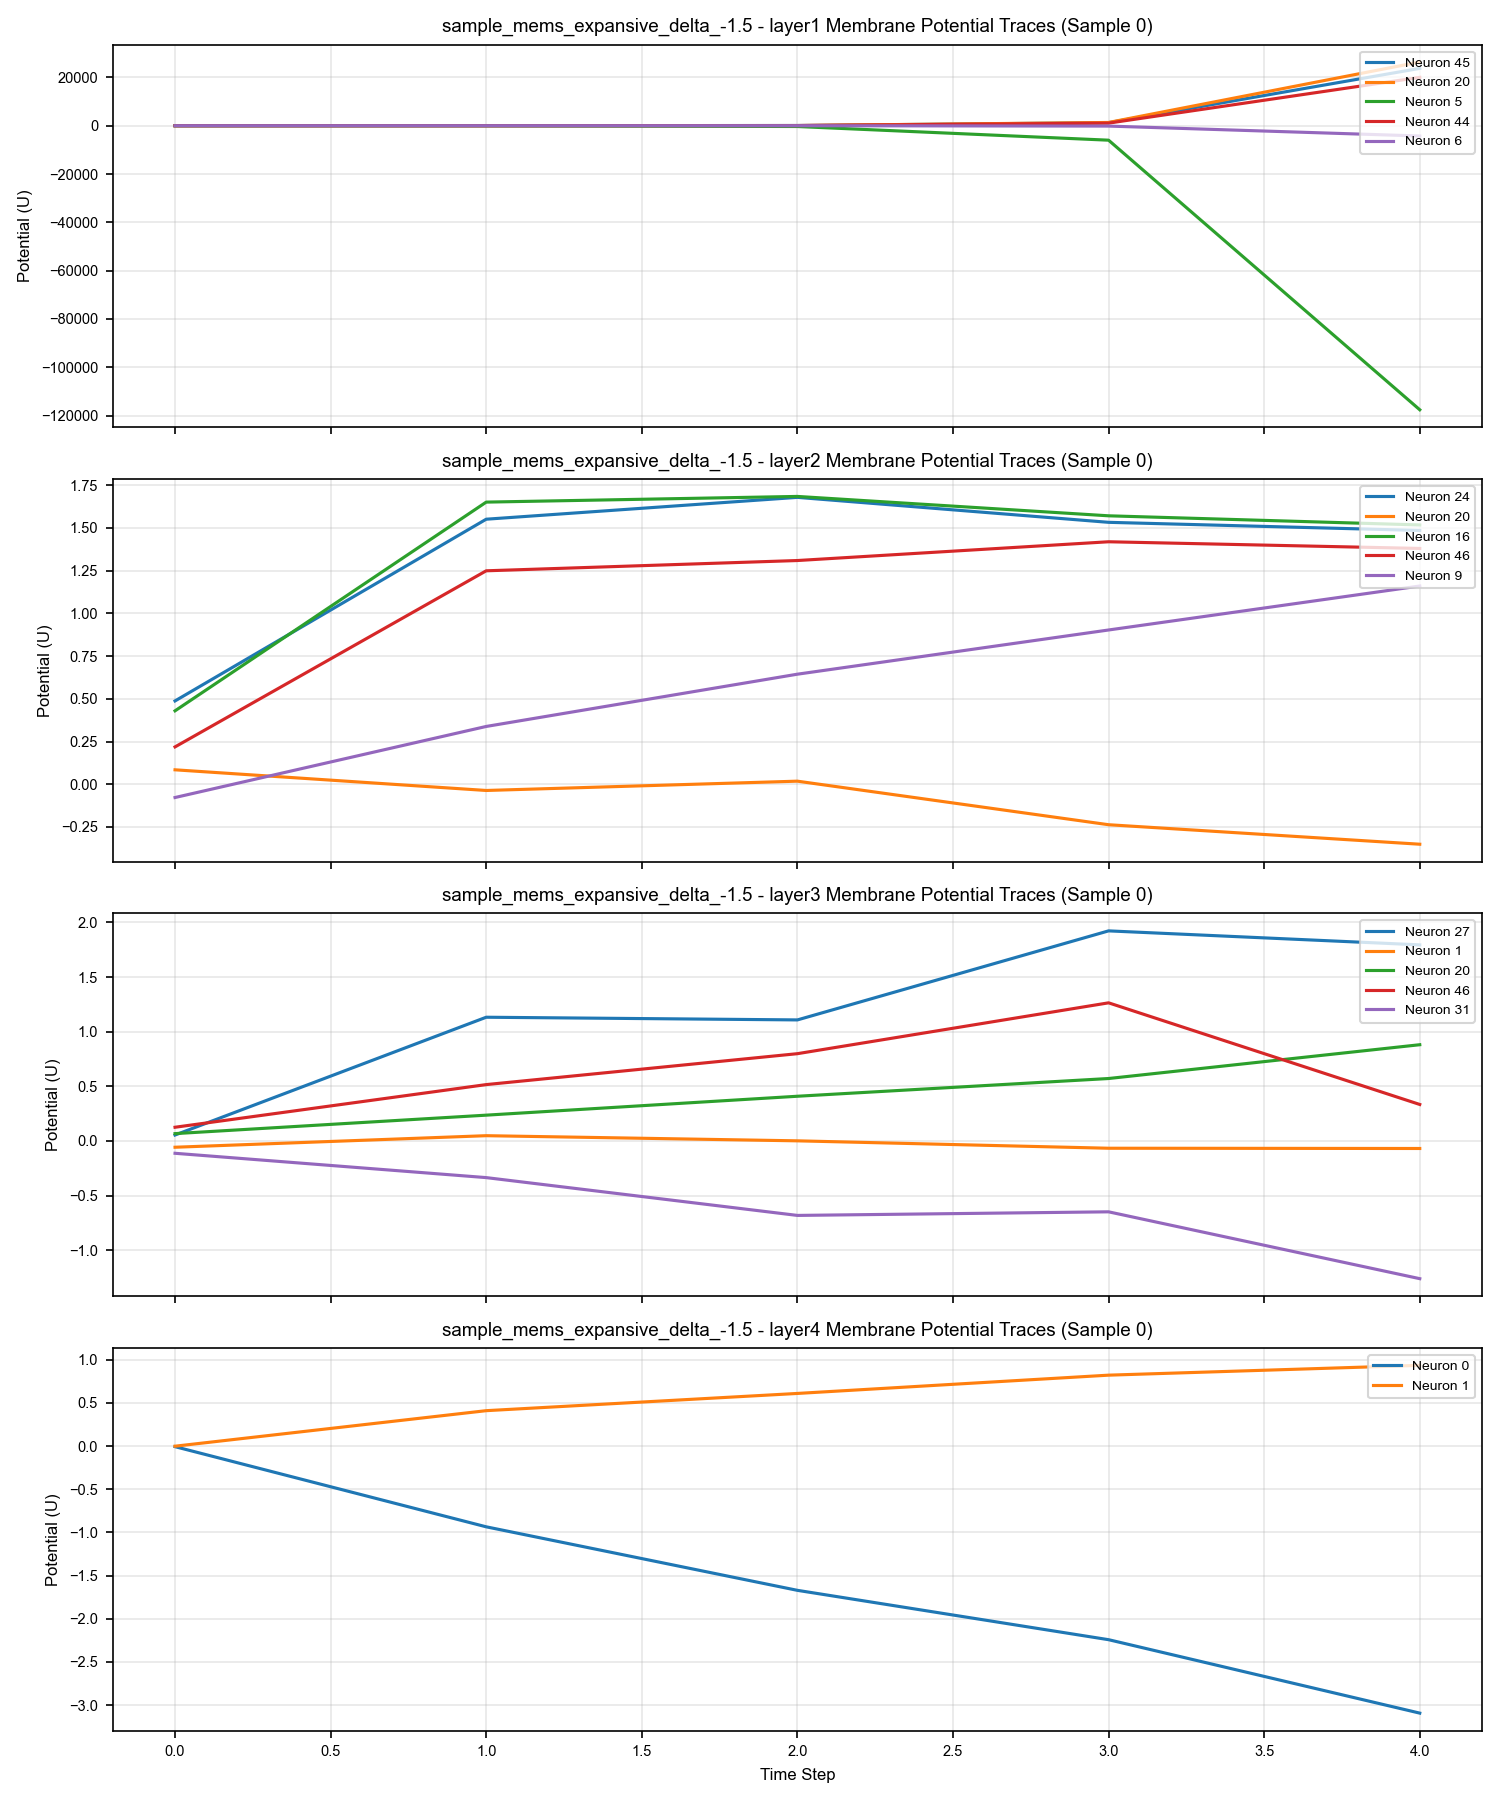 sample_mems_expansive_delta_-1.5 - layer1 Membrane Potential Traces (Sample 0)
Potential (U)
20000
0
−20000
−40000
−60000
−80000
−100000
−120000
Neuron 45
Neuron 20
Neuron 5
Neuron 44
Neuron 6
sample_mems_expansive_delta_-1.5 - layer2 Membrane Potential Traces (Sample 0)
Potential (U)
1.75
1.50
1.25
1.00
0.75
0.50
0.25
0.00
−0.25
Neuron 24
Neuron 20
Neuron 16
Neuron 46
Neuron 9
sample_mems_expansive_delta_-1.5 - layer3 Membrane Potential Traces (Sample 0)
Potential (U)
2.0
1.5
1.0
0.5
0.0
−0.5
−1.0
Neuron 27
Neuron 1
Neuron 20
Neuron 46
Neuron 31
sample_mems_expansive_delta_-1.5 - layer4 Membrane Potential Traces (Sample 0)
Potential (U)
1.0
0.5
0.0
−0.5
−1.0
−1.5
−2.0
−2.5
−3.0
Neuron 0
Neuron 1
0.0 0.5 1.0 1.5 2.0 2.5 3.0 3.5 4.0
Time Step